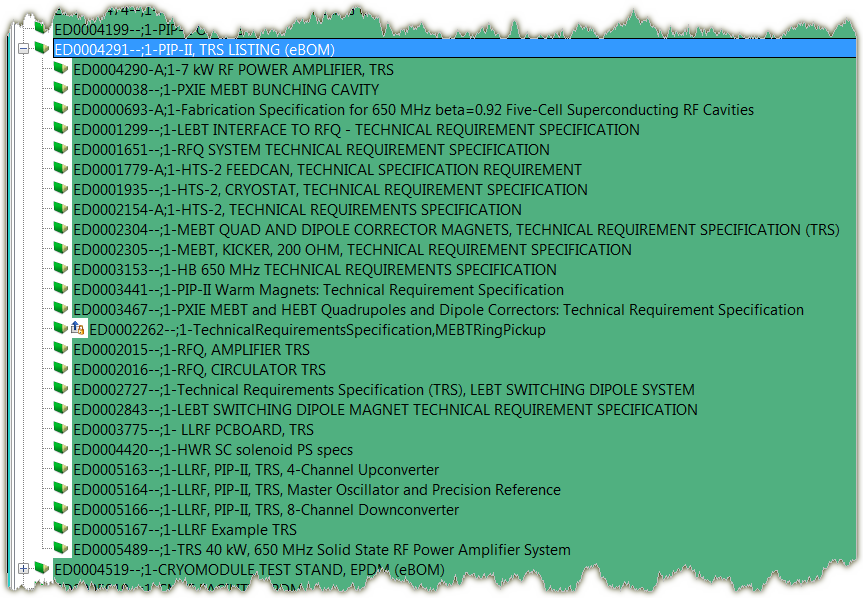 ED0004199--;1-PIP-
ED0004291--;1-PIP-II, TRS LISTING (eBOM)
ED0004290-A;1-7 kW RF POWER AMPLIFIER, TRS
ED0000038--;1-PXIE MEBT BUNCHING CAVITY
ED0000693-A;1-Fabrication Specification for 650 MHz beta=0.92 Five-Cell Superconducting RF Cavities
ED0001299--;1-LEBT INTERFACE TO RFQ - TECHNICAL REQUIREMENT SPECIFICATION
ED0001651--;1-RFQ SYSTEM TECHNICAL REQUIREMENT SPECIFICATION
ED0001779-A;1-HTS-2 FEEDCAN, TECHNICAL SPECIFICATION REQUIREMENT
ED0001935--;1-HTS-2, CRYOSTAT, TECHNICAL REQUIREMENT SPECIFICATION
ED0002154-A;1-HTS-2, TECHNICAL REQUIREMENTS SPECIFICATION
ED0002304--;1-MEBT QUAD AND DIPOLE CORRECTOR MAGNETS, TECHNICAL REQUIREMENT SPECIFICATION (TRS)
ED0002305--;1-MEBT, KICKER, 200 OHM, TECHNICAL REQUIREMENT SPECIFICATION
ED0003153--;1-HB 650 MHz TECHNICAL REQUIREMENTS SPECIFICATION
ED0003441--;1-PIP-II Warm Magnets: Technical Requirement Specification
ED0003467--;1-PXIE MEBT and HEBT Quadrupoles and Dipole Correctors: Technical Requirement Specification
ED0002262--;1-TechnicalRequirementsSpecification,MEBTRingPickup
ED0002015--;1-RFQ, AMPLIFIER TRS
ED0002016--;1-RFQ, CIRCULATOR TRS
ED0002727--;1-Technical Requirements Specification (TRS), LEBT SWITCHING DIPOLE SYSTEM
ED0002843--;1-LEBT SWITCHING DIPOLE MAGNET TECHNICAL REQUIREMENT SPECIFICATION
ED0003775--;1- LLRF PCBOARD, TRS
ED0004420--;1-HWR SC solenoid PS specs
ED0005163--;1-LLRF, PIP-II, TRS, 4-Channel Upconverter
ED0005164--;1-LLRF, PIP-II, TRS, Master Oscillator and Precision Reference
ED0005166--;1-LLRF, PIP-II, TRS, 8-Channel Downconverter
ED0005167--;1-LLRF Example TRS
ED0005489--;1-TRS 40 kW, 650 MHz Solid State RF Power Amplifier System
ED0004519--;1-CRYOMODULE TEST STAND, EPDM (eBOM)